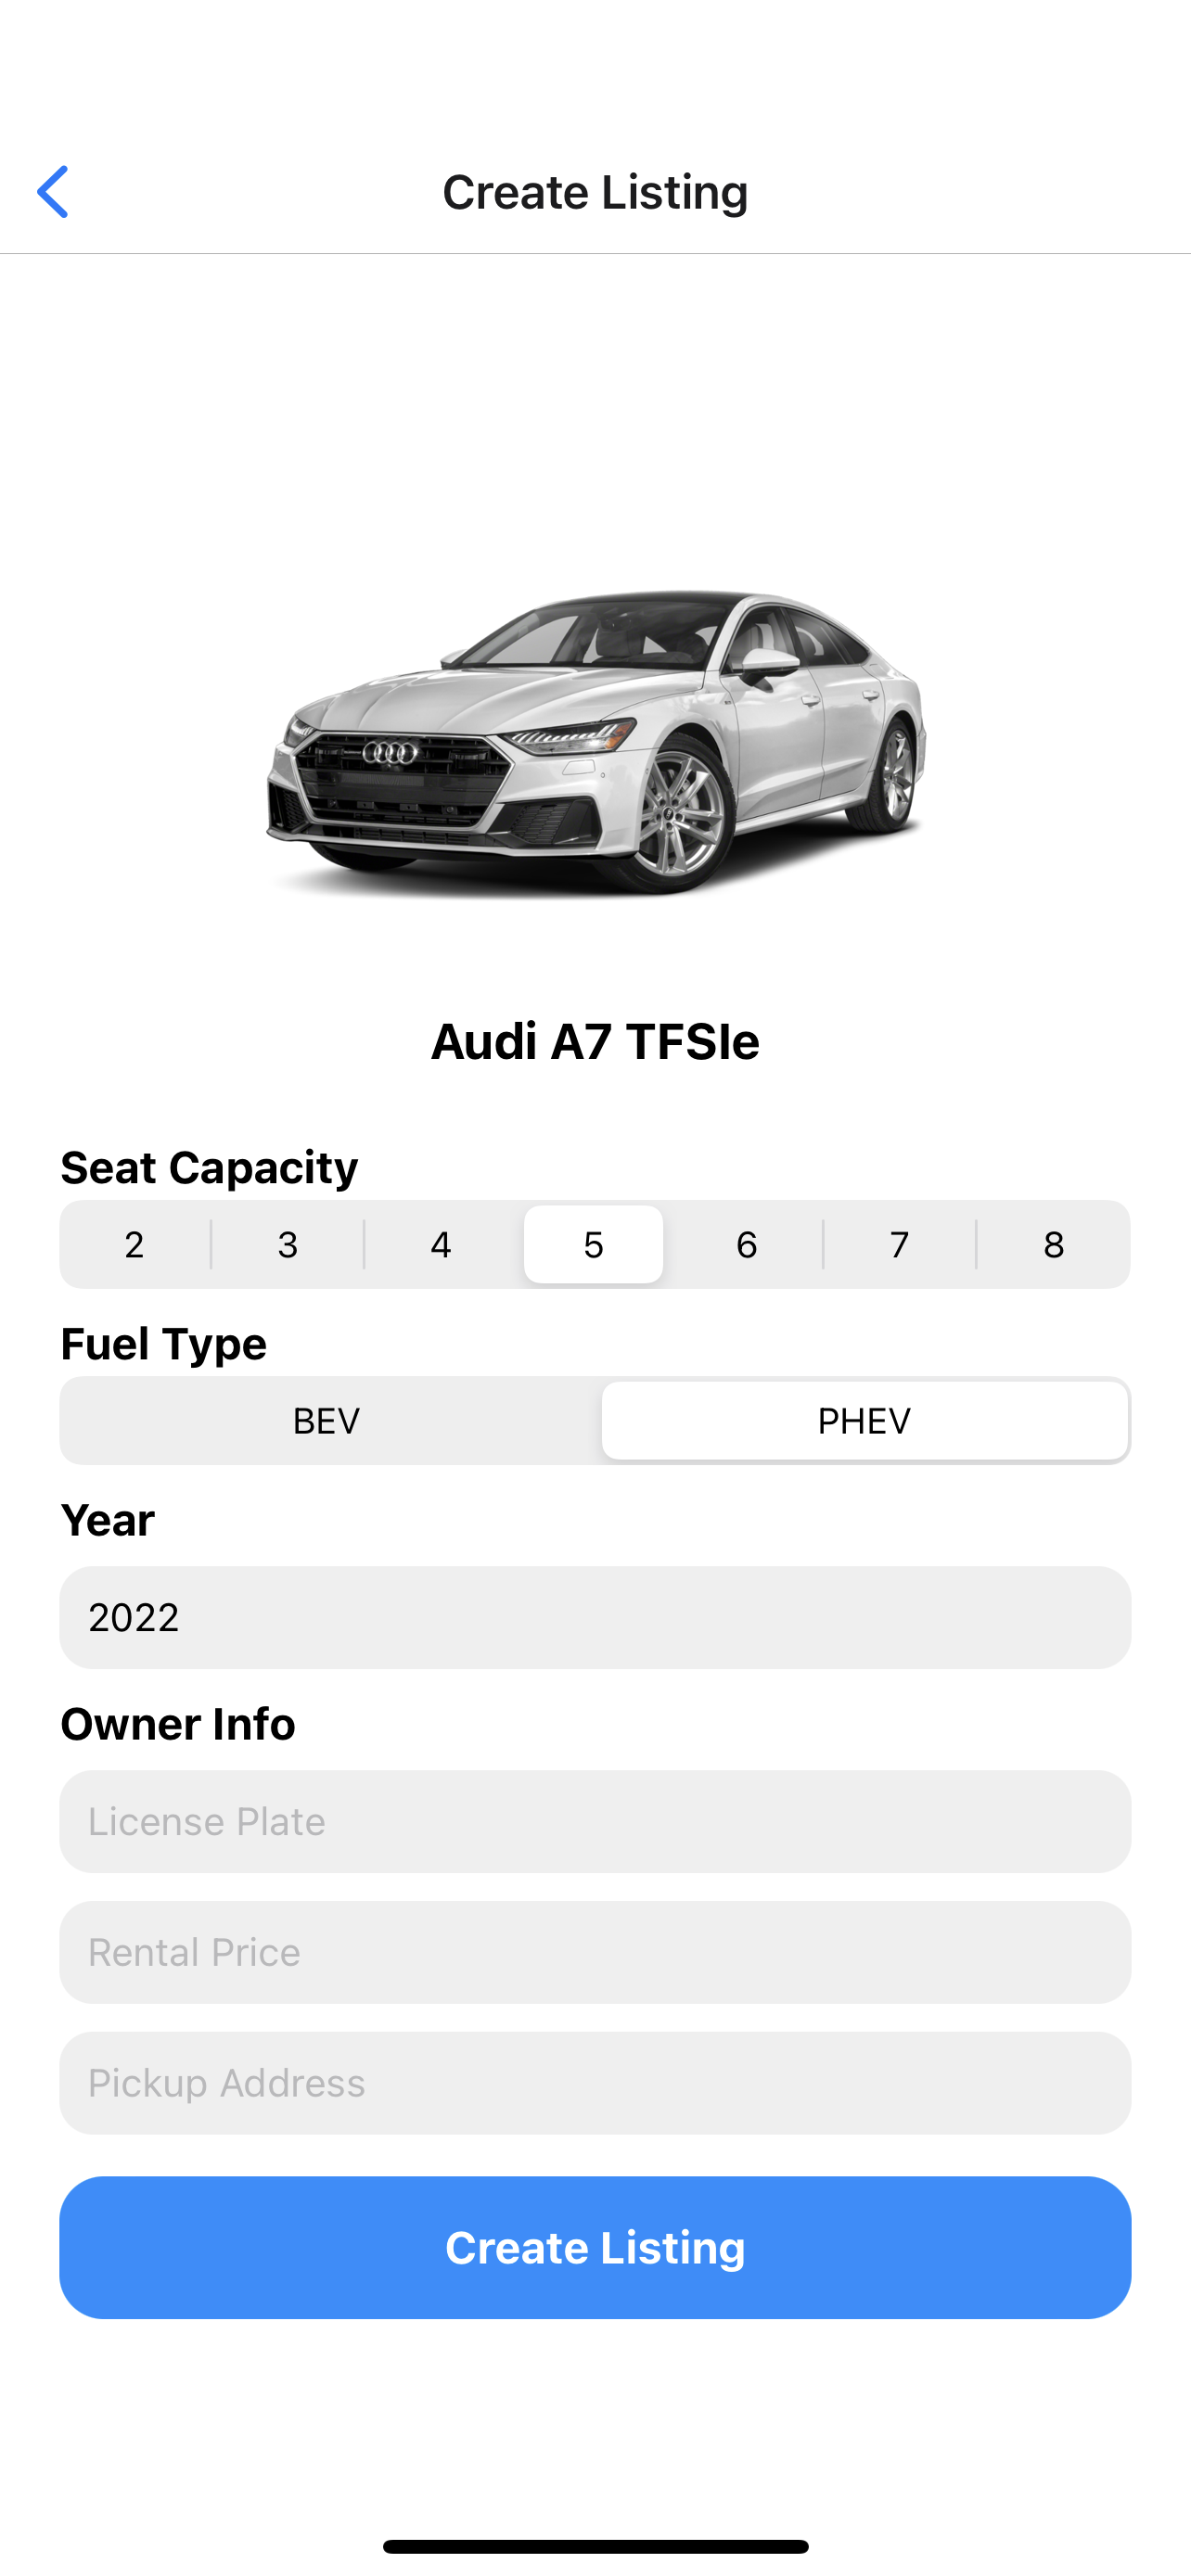 Create Listing
Audi A7 TFSIe
Seat Capacity
2 3 4 5 6 7 8
Fuel Type
BEV PHEV
Year
2022
Owner Info
License Plate
Rental Price
Pickup Address
Create Listing